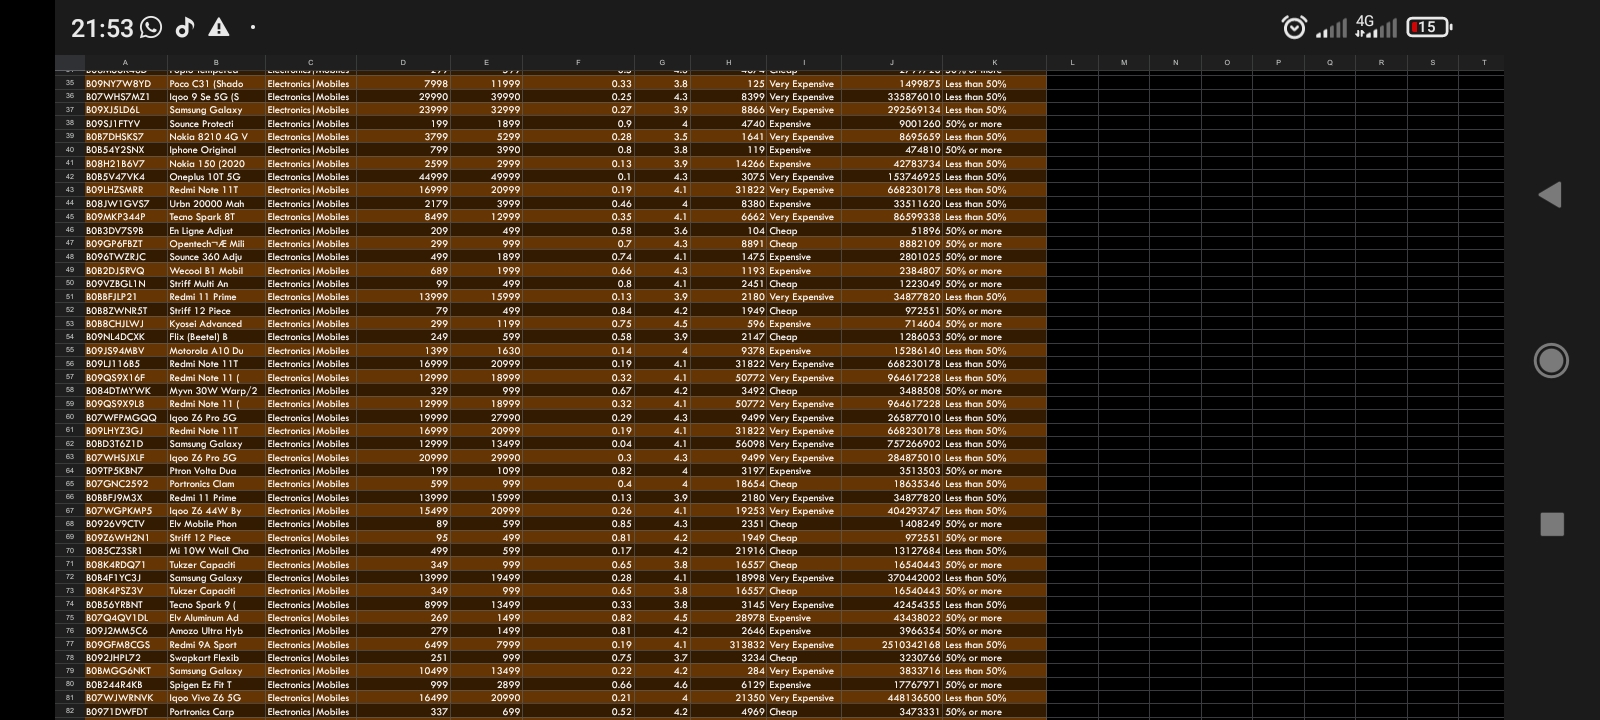 21:53 4G 15
A B C D E F G H I J K L M N O P Q R S T
35 B09NY7W8YD Poco C31 (Shado Electronics|Mobiles 7998 11999 0.33 3.8 125 Very Expensive 1499875 Less than 50%
36 B07WHS7MZ1 Iqoo 9 Se 5G (S Electronics|Mobiles 29990 39990 0.25 4.3 8399 Very Expensive 335876010 Less than 50%
37 B09XJ5LD6L Samsung Galaxy Electronics|Mobiles 23999 32999 0.27 3.9 8866 Very Expensive 292569134 Less than 50%
38 B09SJ1FTYV Sounce Protecti Electronics|Mobiles 199 1899 0.9 4 4740 Expensive 9001260 50% or more
39 B0B7DHSKS7 Nokia 8210 4G V Electronics|Mobiles 3799 5299 0.28 3.5 1641 Very Expensive 8695659 Less than 50%
40 B0B54Y2SNX Iphone Original Electronics|Mobiles 799 3990 0.8 3.8 119 Expensive 474810 50% or more
41 B08H21B6V7 Nokia 150 (2020 Electronics|Mobiles 2599 2999 0.13 3.9 14266 Expensive 42783734 Less than 50%
42 B0B5V47VK4 Oneplus 10T 5G Electronics|Mobiles 44999 49999 0.1 4.3 3075 Very Expensive 153746925 Less than 50%
43 B09LHZSMRR Redmi Note 11T Electronics|Mobiles 16999 20999 0.19 4.1 31822 Very Expensive 668230178 Less than 50%
44 B08JW1GVS7 Urbn 20000 Mah Electronics|Mobiles 2179 3999 0.46 4 8380 Expensive 33511620 Less than 50%
45 B09MKP344P Tecno Spark 8T Electronics|Mobiles 8499 12999 0.35 4.1 6662 Very Expensive 86599338 Less than 50%
46 B0B3DV7S9B En Ligne Adjust Electronics|Mobiles 209 499 0.58 3.6 104 Cheap 51896 50% or more
47 B09GP6FBZT Opentech¬Æ Mili Electronics|Mobiles 299 999 0.7 4.3 8891 Cheap 8882109 50% or more
48 B096TWZRJC Sounce 360 Adju Electronics|Mobiles 499 1899 0.74 4.1 1475 Expensive 2801025 50% or more
49 B0B2DJ5RVQ Wecool B1 Mobil Electronics|Mobiles 689 1999 0.66 4.3 1193 Expensive 2384807 50% or more
50 B09VZBGL1N Striff Multi An Electronics|Mobiles 99 499 0.8 4.1 2451 Cheap 1223049 50% or more
51 B0BBFJLP21 Redmi 11 Prime Electronics|Mobiles 13999 15999 0.13 3.9 2180 Very Expensive 34877820 Less than 50%
52 B0B8ZWNR5T Striff 12 Piece Electronics|Mobiles 79 499 0.84 4.2 1949 Cheap 972551 50% or more
53 B0B8CHJLWJ Kyosei Advanced Electronics|Mobiles 299 1199 0.75 4.5 596 Expensive 714604 50% or more
54 B09NL4DCXK Flix (Beetel) B Electronics|Mobiles 249 599 0.58 3.9 2147 Cheap 1286053 50% or more
55 B09JS94MBV Motorola A10 Du Electronics|Mobiles 1399 1630 0.14 4 9378 Expensive 15286140 Less than 50%
56 B09LJ116B5 Redmi Note 11T Electronics|Mobiles 16999 20999 0.19 4.1 31822 Very Expensive 668230178 Less than 50%
57 B09QS9X16F Redmi Note 11 ( Electronics|Mobiles 12999 18999 0.32 4.1 50772 Very Expensive 964617228 Less than 50%
58 B084DTMYWK Myvn 30W Warp/2 Electronics|Mobiles 329 999 0.67 4.2 3492 Cheap 3488508 50% or more
59 B09QS9X9L8 Redmi Note 11 ( Electronics|Mobiles 12999 18999 0.32 4.1 50772 Very Expensive 964617228 Less than 50%
60 B07WFPMGQQ Iqoo Z6 Pro 5G Electronics|Mobiles 19999 27990 0.29 4.3 9499 Very Expensive 265877010 Less than 50%
61 B09LHYZ3GJ Redmi Note 11T Electronics|Mobiles 16999 20999 0.19 4.1 31822 Very Expensive 668230178 Less than 50%
62 B0BD3T6Z1D Samsung Galaxy Electronics|Mobiles 12999 13499 0.04 4.1 56098 Very Expensive 757266902 Less than 50%
63 B07WHSJXLF Iqoo Z6 Pro 5G Electronics|Mobiles 20999 29990 0.3 4.3 9499 Very Expensive 284875010 Less than 50%
64 B09TP5KBN7 Ptron Volta Dua Electronics|Mobiles 199 1099 0.82 4 3197 Expensive 3513503 50% or more
65 B07GNC2592 Portronics Clam Electronics|Mobiles 599 999 0.4 4 18654 Cheap 18635346 Less than 50%
66 B0BBFJ9M3X Redmi 11 Prime Electronics|Mobiles 13999 15999 0.13 3.9 2180 Very Expensive 34877820 Less than 50%
67 B07WGPKMP5 Iqoo Z6 44W By Electronics|Mobiles 15499 20999 0.26 4.1 19253 Very Expensive 404293747 Less than 50%
68 B0926V9CTV Elv Mobile Phon Electronics|Mobiles 89 599 0.85 4.3 2351 Cheap 1408249 50% or more
69 B09Z6WH2N1 Striff 12 Piece Electronics|Mobiles 95 499 0.81 4.2 1949 Cheap 972551 50% or more
70 B085CZ3SR1 Mi 10W Wall Cha Electronics|Mobiles 499 599 0.17 4.2 21916 Cheap 13127684 Less than 50%
71 B08K4RDQ71 Tukzer Capaciti Electronics|Mobiles 349 999 0.65 3.8 16557 Cheap 16540443 50% or more
72 B0B4F1YC3J Samsung Galaxy Electronics|Mobiles 13999 19499 0.28 4.1 18998 Very Expensive 370442002 Less than 50%
73 B08K4PSZ3V Tukzer Capaciti Electronics|Mobiles 349 999 0.65 3.8 16557 Cheap 16540443 50% or more
74 B0B56YRBNT Tecno Spark 9 ( Electronics|Mobiles 8999 13499 0.33 3.8 3145 Very Expensive 42454355 Less than 50%
75 B07Q4QV1DL Elv Aluminum Ad Electronics|Mobiles 269 1499 0.82 4.5 28978 Expensive 43438022 50% or more
76 B09J2MM5C6 Amozo Ultra Hyb Electronics|Mobiles 279 1499 0.81 4.2 2646 Expensive 3966354 50% or more
77 B09GFM8CGS Redmi 9A Sport Electronics|Mobiles 6499 7999 0.19 4.1 313832 Very Expensive 2510342168 Less than 50%
78 B092JHPL72 Swapkart Flexib Electronics|Mobiles 251 999 0.75 3.7 3234 Cheap 3230766 50% or more
79 B0BMGG6NKT Samsung Galaxy Electronics|Mobiles 10499 13499 0.22 4.2 284 Very Expensive 3833716 Less than 50%
80 B0B244R4KB Spigen Ez Fit T Electronics|Mobiles 999 2899 0.66 4.6 6129 Expensive 17767971 50% or more
81 B07WJWRNVK Iqoo Vivo Z6 5G Electronics|Mobiles 16499 20990 0.21 4 21350 Very Expensive 448136500 Less than 50%
82 B0971DWFDT Portronics Carp Electronics|Mobiles 337 699 0.52 4.2 4969 Cheap 3473331 50% or more